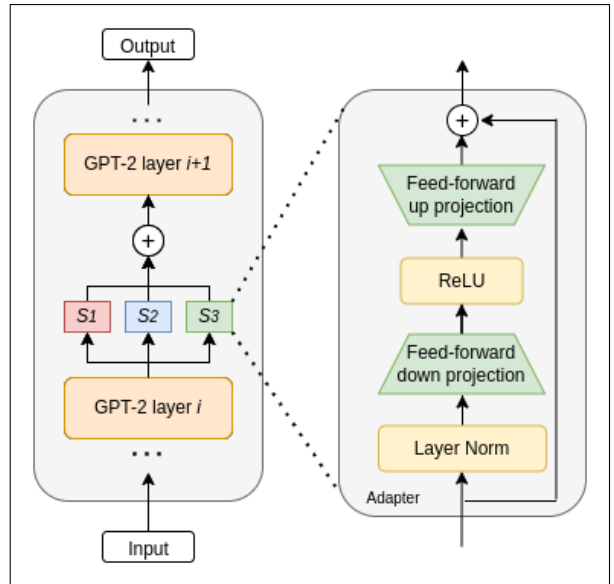 Output
...
GPT-2 layer i+1
+
S1 S2 S3
GPT-2 layer i
...
Input
+
Feed-forward
up projection
ReLU
Feed-forward
down projection
Layer Norm
Adapter